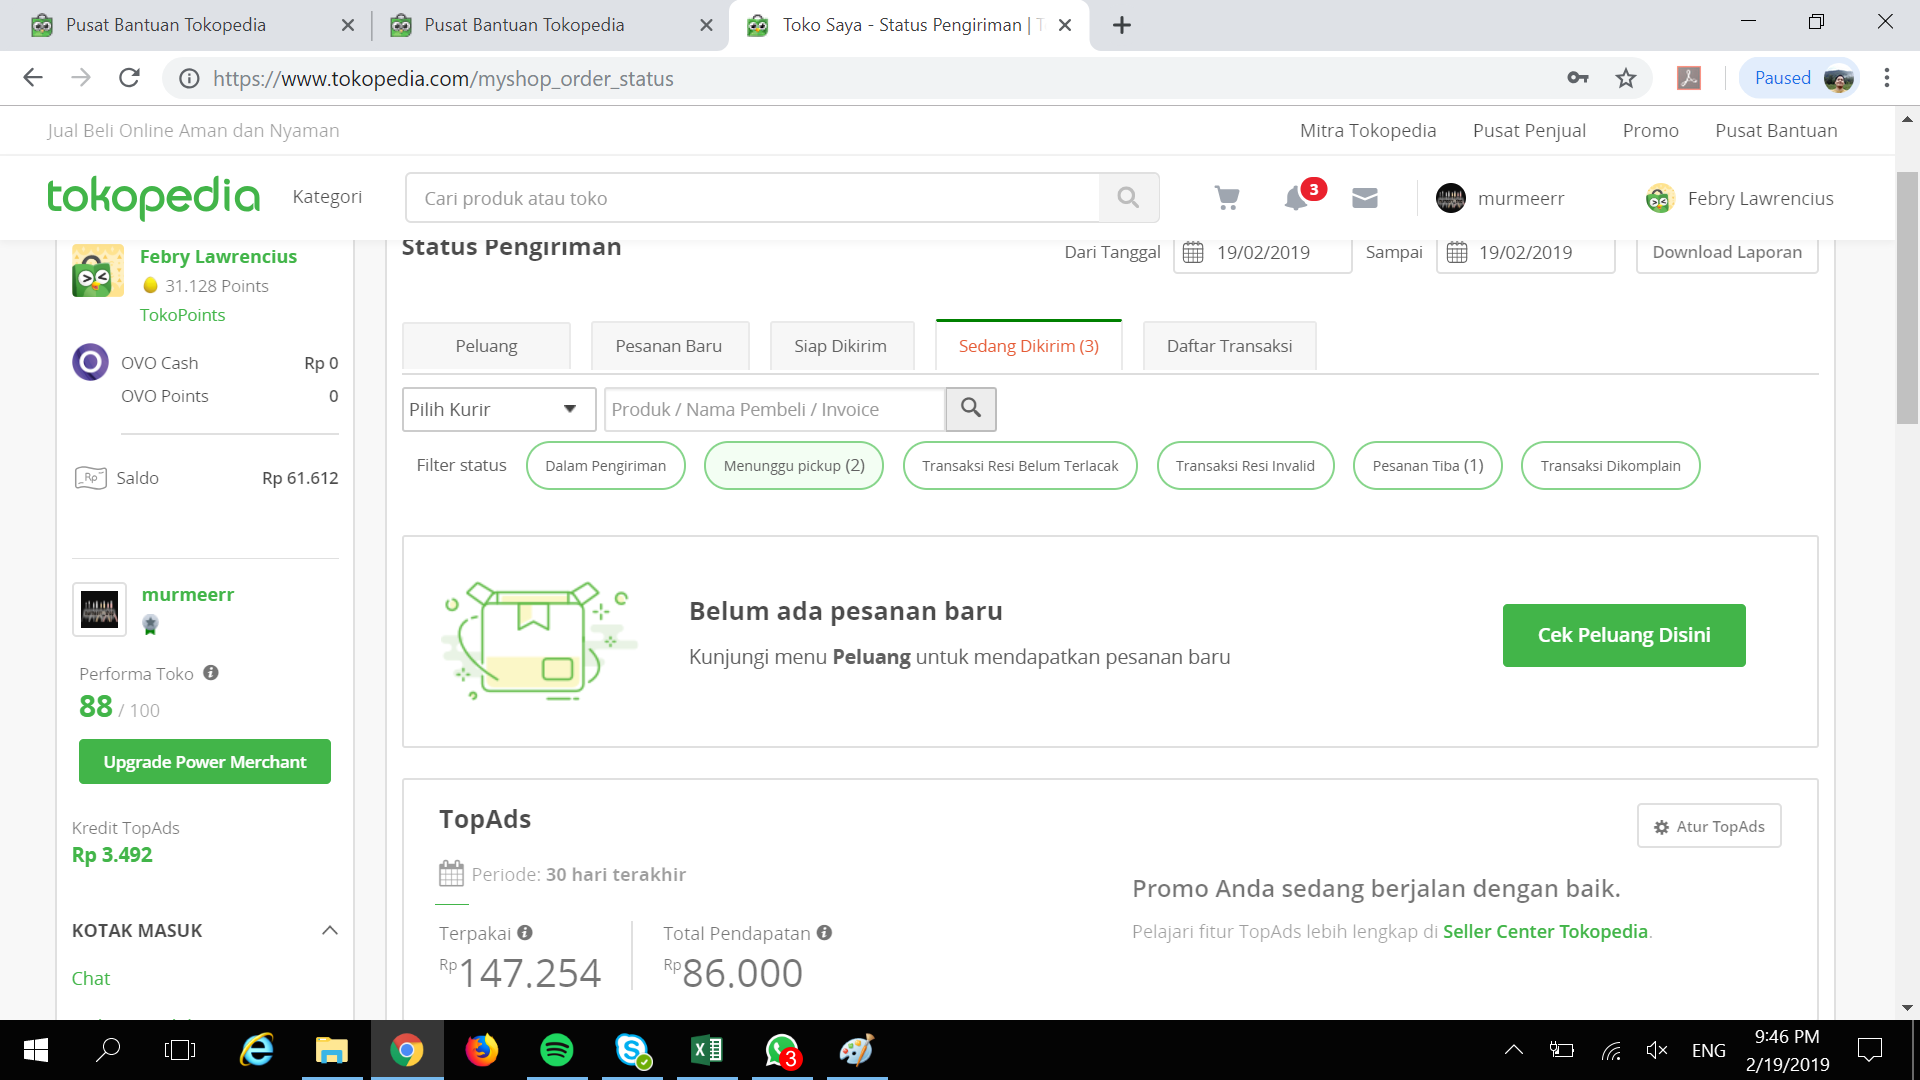 Pusat Bantuan Tokopedia
Pusat Bantuan Tokopedia
Toko Saya - Status Pengiriman |
https://www.tokopedia.com/myshop_order_status
Paused
Jual Beli Online Aman dan Nyaman
Mitra Tokopedia Pusat Penjual Promo Pusat Bantuan
tokopedia
Kategori
Cari produk atau toko
3
murmeerr
Febry Lawrencius
Febry Lawrencius
31.128 Points
TokoPoints
OVO Cash Rp 0
OVO Points 0
Saldo Rp 61.612
murmeerr
Performa Toko
88 / 100
Upgrade Power Merchant
Kredit TopAds
Rp 3.492
KOTAK MASUK
Chat
Status Pengiriman
Dari Tanggal 19/02/2019 Sampai 19/02/2019 Download Laporan
Peluang Pesanan Baru Siap Dikirim Sedang Dikirim (3) Daftar Transaksi
Pilih Kurir Produk / Nama Pembeli / Invoice
Filter status Dalam Pengiriman Menunggu pickup (2) Transaksi Resi Belum Terlacak Transaksi Resi Invalid Pesanan Tiba (1) Transaksi Dikomplain
Belum ada pesanan baru
Kunjungi menu Peluang untuk mendapatkan pesanan baru
Cek Peluang Disini
TopAds
Atur TopAds
Periode: 30 hari terakhir
Terpakai
Rp 147.254
Total Pendapatan
Rp 86.000
Promo Anda sedang berjalan dengan baik.
Pelajari fitur TopAds lebih lengkap di Seller Center Tokopedia.
3
ENG
9:46 PM
2/19/2019